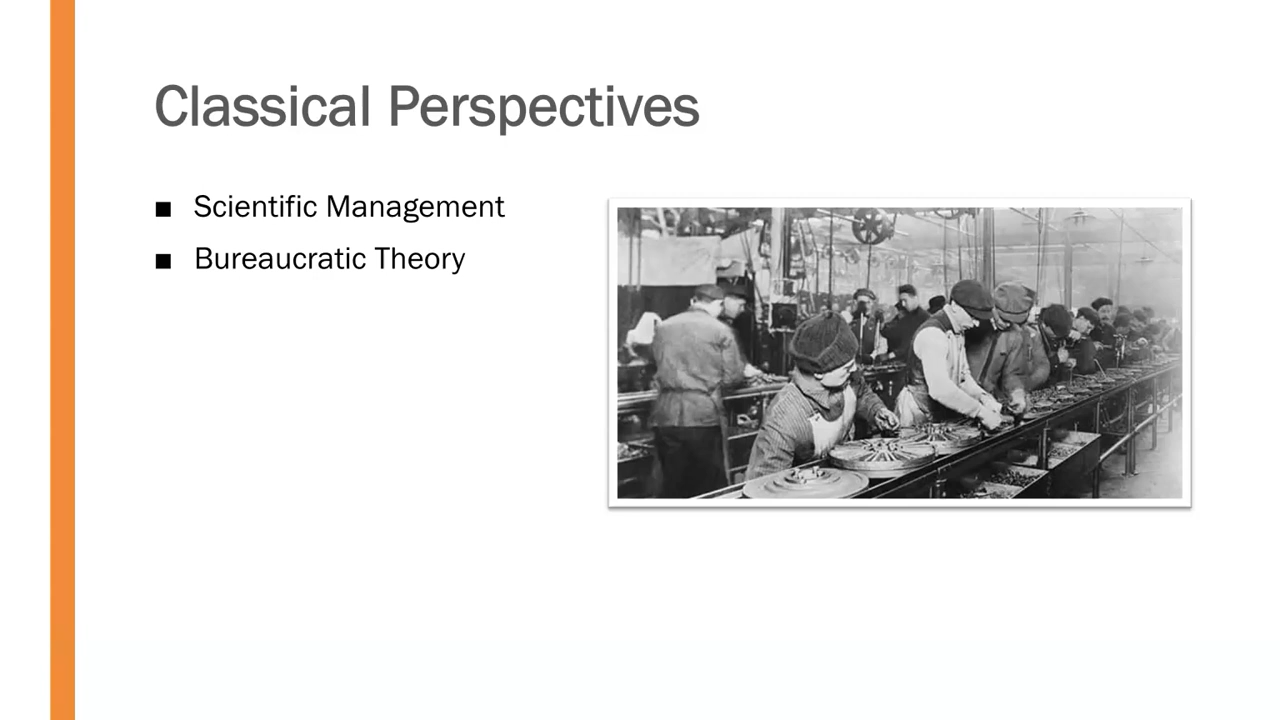 Classical Perspectives
■ Scientific Management
■ Bureaucratic Theory